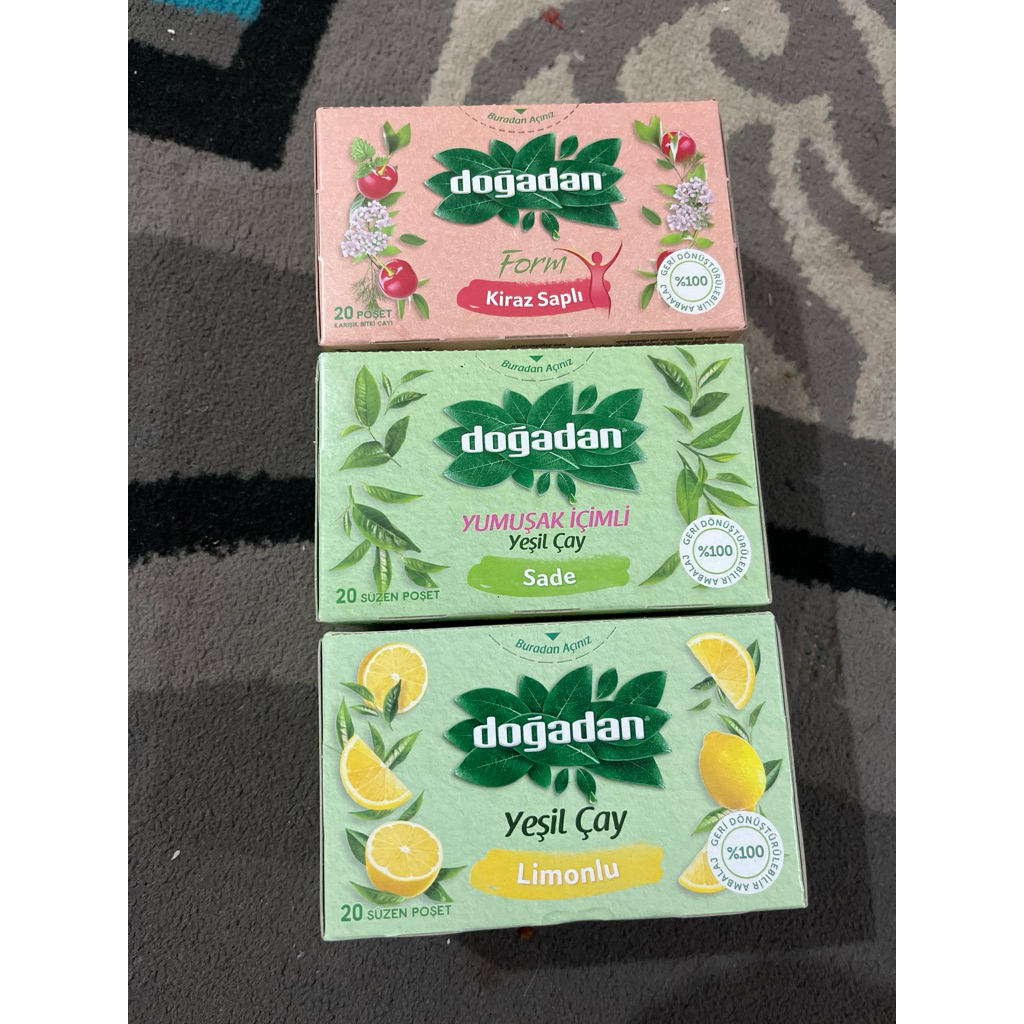 Buradan Açınız
doğadan
Form
Kiraz Saplı
20 POŞET
KARIŞIK BİTKİ ÇAYI
GERİ DÖNÜŞTÜRÜLEBİLİR AMBALAJ
%100
Buradan Açınız
doğadan
YUMUŞAK İÇİMLİ
Yeşil Çay
Sade
20 SÜZEN POŞET
GERİ DÖNÜŞTÜRÜLEBİLİR AMBALAJ
%100
Buradan Açınız
doğadan
Yeşil Çay
Limonlu
20 SÜZEN POŞET
GERİ DÖNÜŞTÜRÜLEBİLİR AMBALAJ
%100